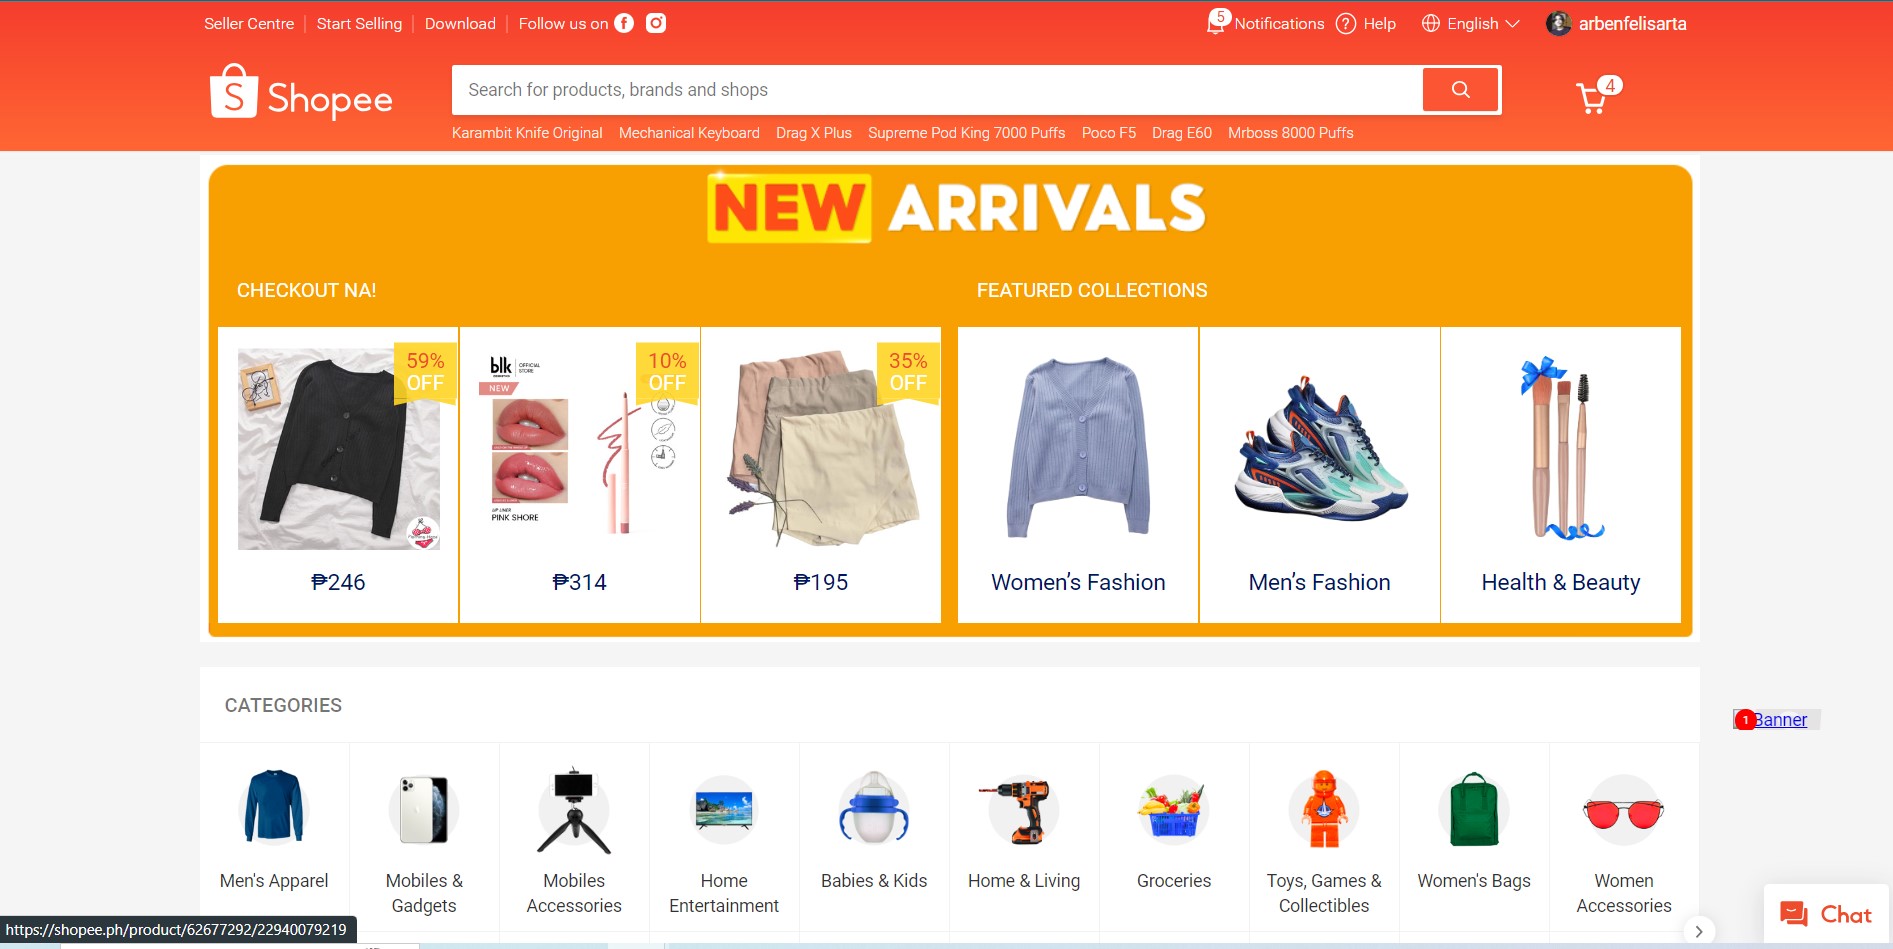 Seller Centre
Start Selling
Download
Follow us on
5
Notifications
Help
English
arbenfelisarta
S Shopee
Search for products, brands and shops
4
Karambit Knife Original
Mechanical Keyboard
Drag X Plus
Supreme Pod King 7000 Puffs
Poco F5
Drag E60
Mrboss 8000 Puffs
NEW ARRIVALS
CHECKOUT NA!
FEATURED COLLECTIONS
59%
OFF
blk
OFFICIAL
STORE
NEW
10%
OFF
LIP LINER
PINK SHORE
35%
OFF
₱246
₱314
₱195
Women’s Fashion
Men’s Fashion
Health & Beauty
CATEGORIES
1
Banner
Men's Apparel
Mobiles &
Gadgets
Mobiles
Accessories
Home
Entertainment
Babies & Kids
Home & Living
Groceries
Toys, Games &
Collectibles
Women's Bags
Women
Accessories
https://shopee.ph/product/62677292/22940079219
Chat